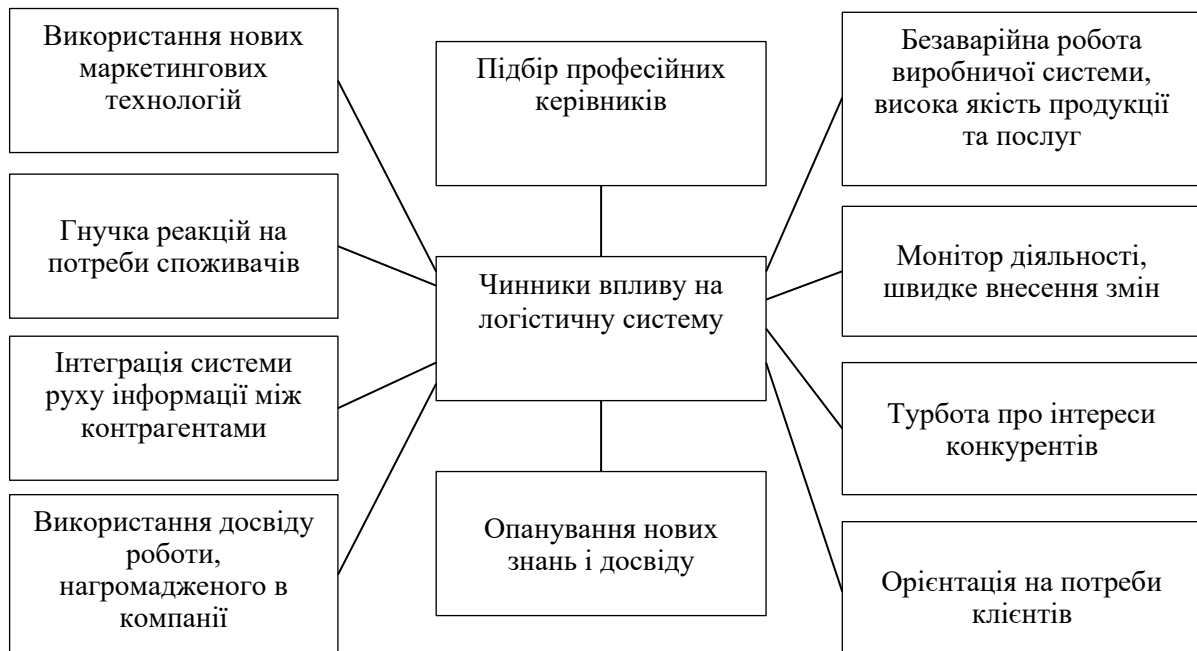 Використання нових
маркетингових
технологій
Гнучка реакцій на
потреби споживачів
Інтеграція системи
руху інформації між
контрагентами
Використання досвіду
роботи,
нагромадженого в
компанії
Підбір професійних
керівників
Чинники впливу на
логістичну систему
Опанування нових
знань і досвіду
Безаварійна робота
виробничої системи,
висока якість продукції
та послуг
Монітор діяльності,
швидке внесення змін
Турбота про інтереси
конкурентів
Орієнтація на потреби
клієнтів